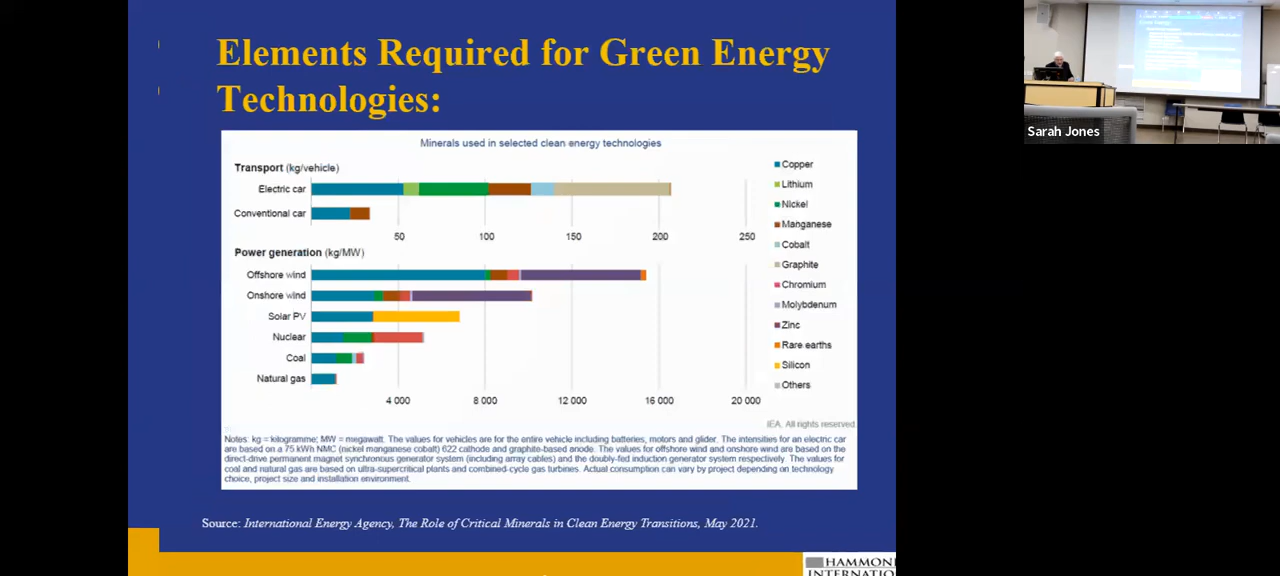 Elements Required for Green Energy
Technologies:
Minerals used in selected clean energy technologies
Transport (kg/vehicle)
Electric car
Conventional car
50 100 150 200 250
Power generation (kg/MW)
Offshore wind
Onshore wind
Solar PV
Nuclear
Coal
Natural gas
4 000 8 000 12 000 16 000 20 000
Copper
Lithium
Nickel
Manganese
Cobalt
Graphite
Chromium
Molybdenum
Zinc
Rare earths
Silicon
Others
IEA. All rights reserved
Notes: kg = kilogramme; MW = megawatt. The values for vehicles are for the entire vehicle including batteries, motors and glider. The intensities for an electric car
are based on a 75 kWh NMC (nickel manganese cobalt) 622 cathode and graphite-based anode. The values for offshore wind and onshore wind are based on the
direct-drive permanent magnet synchronous generator system (including array cables) and the doubly-fed induction generator system respectively. The values for
coal and natural gas are based on ultra-supercritical plants and combined-cycle gas turbines. Actual consumption can vary by project depending on technology
choice, project size and installation environment.
Source: International Energy Agency, The Role of Critical Minerals in Clean Energy Transitions, May 2021.
HAMMON
INTERNATIO
Sarah Jones